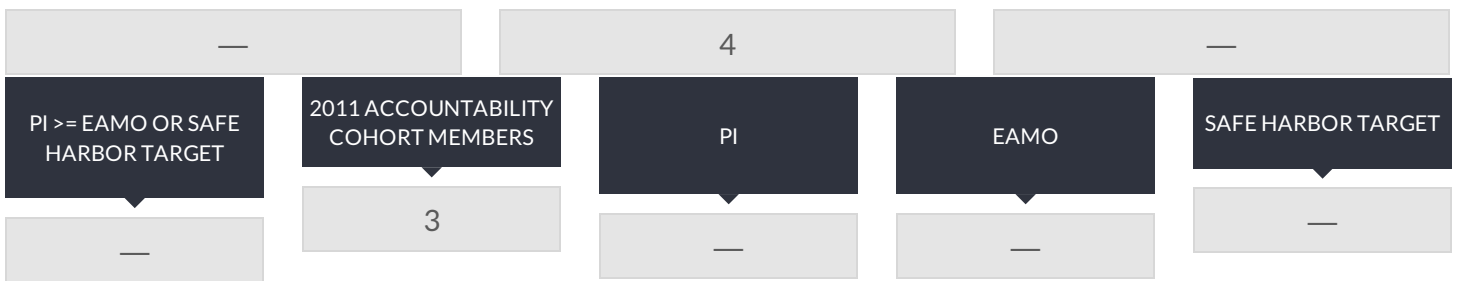 —
4
—
PI >= EAMO OR SAFE
HARBOR TARGET
2011 ACCOUNTABILITY
COHORT MEMBERS
PI
EAMO
SAFE HARBOR TARGET
—
3
—
—
—